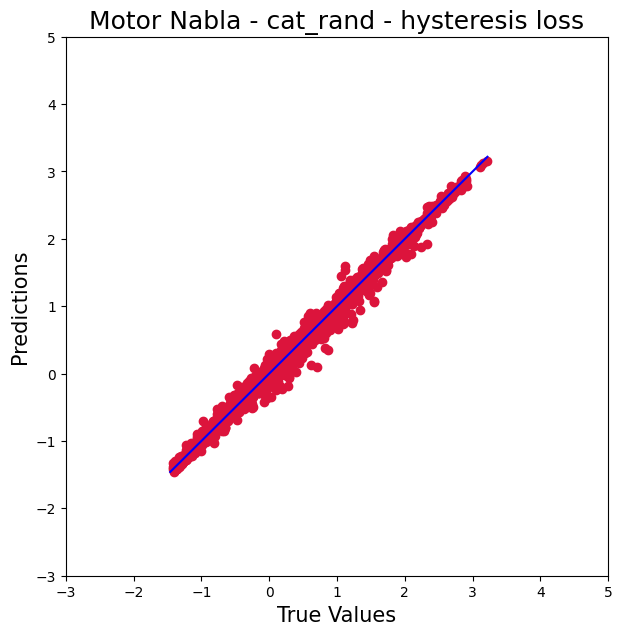 Motor Nabla - cat_rand - hysteresis loss
5
4
3
2
1
0
−1
−2
−3
Predictions
−3 −2 −1 0 1 2 3 4 5
True Values